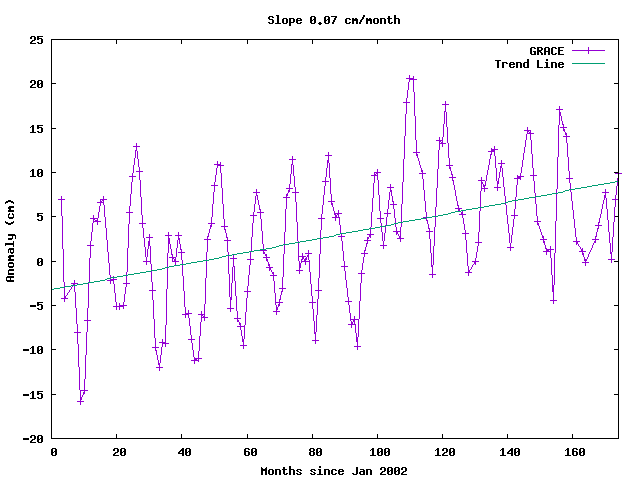 Slope 0.07 cm/month
GRACE
Trend Line
25
20
15
10
5
0
-5
-10
-15
-20
Anomaly (cm)
0 20 40 60 80 100 120 140 160
Months since Jan 2002